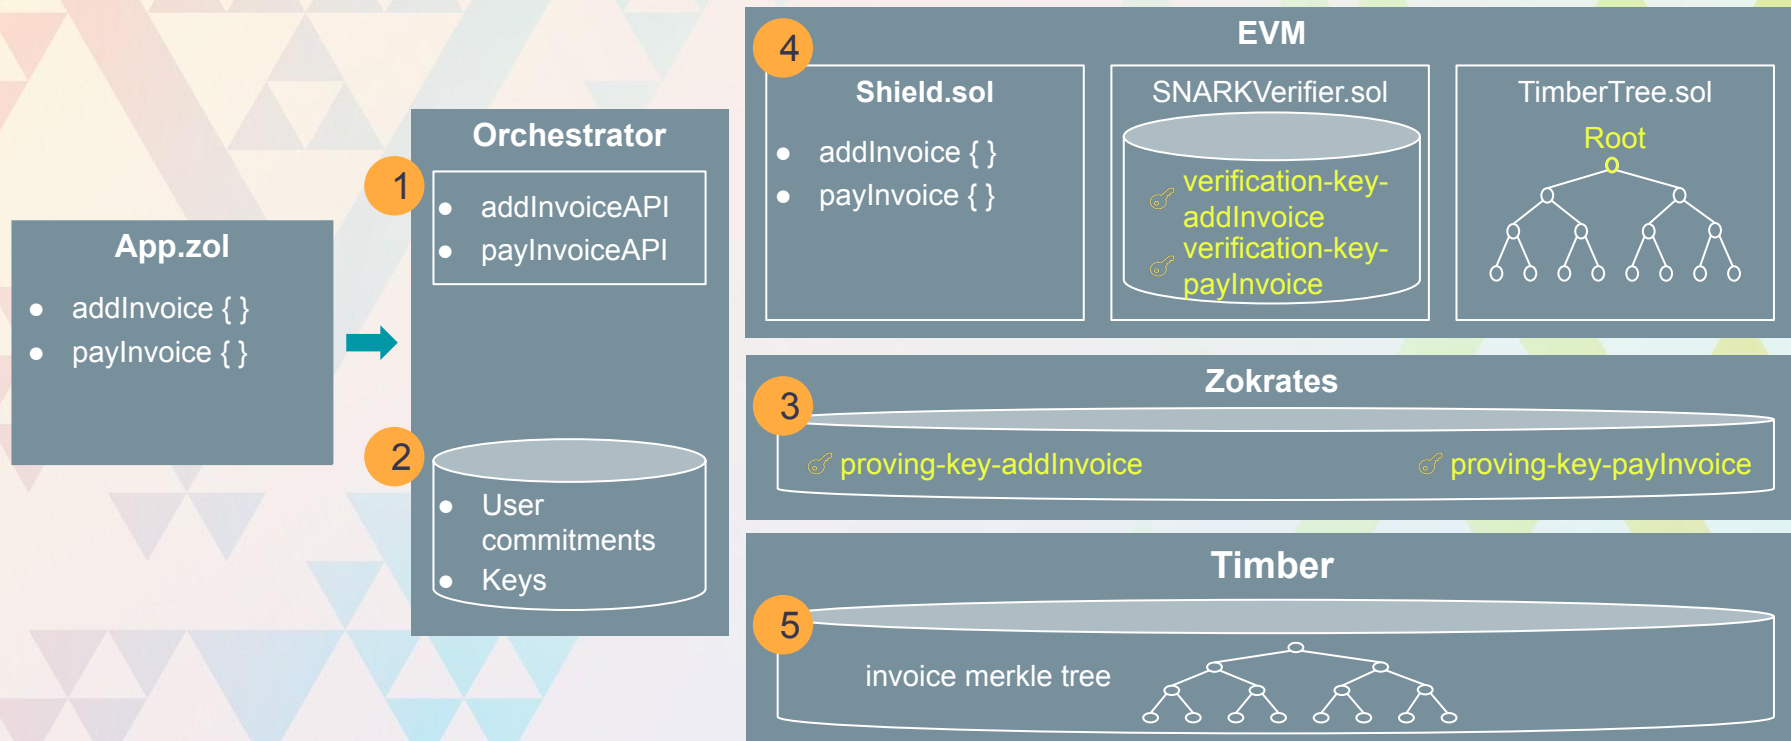 App.zol
● addInvoice { }
● payInvoice { }
Orchestrator
1
● addInvoiceAPI
● payInvoiceAPI
2
● User
commitments
● Keys
EVM
4
Shield.sol
● addInvoice { }
● payInvoice { }
SNARKVerifier.sol
verification-key-
addInvoice
verification-key-
payInvoice
TimberTree.sol
Root
Zokrates
3
proving-key-addInvoice
proving-key-payInvoice
Timber
5
invoice merkle tree